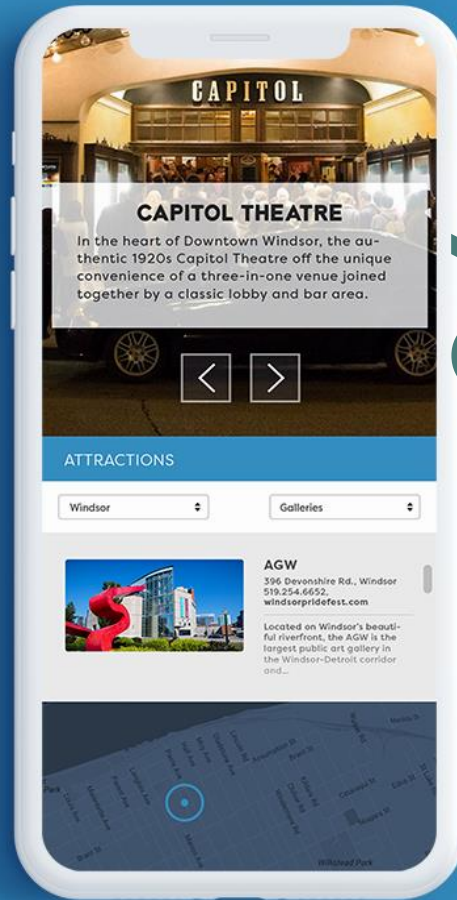 CAPITOL
CAPITOL THEATRE
In the heart of Downtown Windsor, the au-
thentic 1920s Capitol Theatre off the unique
convenience of a three-in-one venue joined
together by a classic lobby and bar area.
ATTRACTIONS
Windsor
Galleries
AGW
396 Devonshire Rd., Windsor
519.254.6652,
windsorpridefest.com
Located on Windsor's beauti-
ful riverfront, the AGW is the
largest public art gallery in
the Windsor-Detroit corridor
and...
Willistead Park